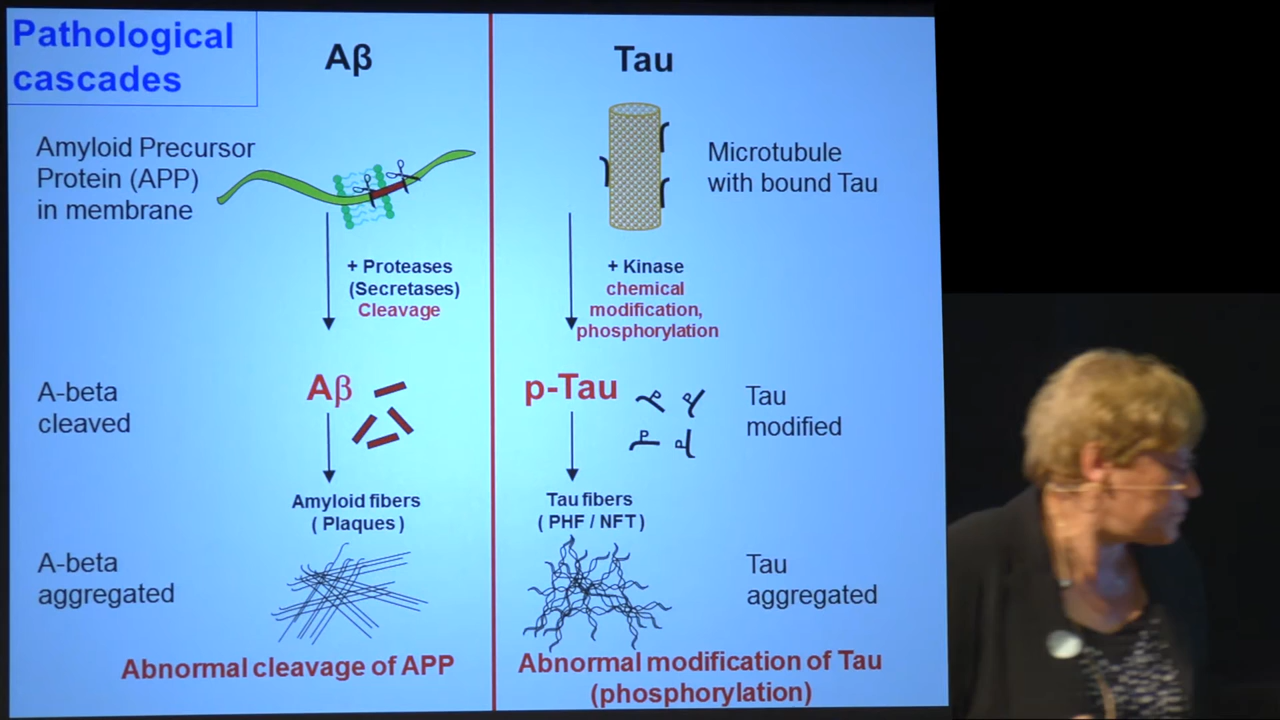 Pathological
cascades
Aβ
Amyloid Precursor
Protein (APP)
in membrane
+ Proteases
(Secretases)
Cleavage
A-beta
cleaved
Aβ
Amyloid fibers
( Plaques )
A-beta
aggregated
Abnormal cleavage of APP
Tau
Microtubule
with bound Tau
+ Kinase
chemical
modification,
phosphorylation
p-Tau
P
P
P
P
Tau
modified
Tau fibers
( PHF / NFT )
Tau
aggregated
Abnormal modification of Tau
(phosphorylation)